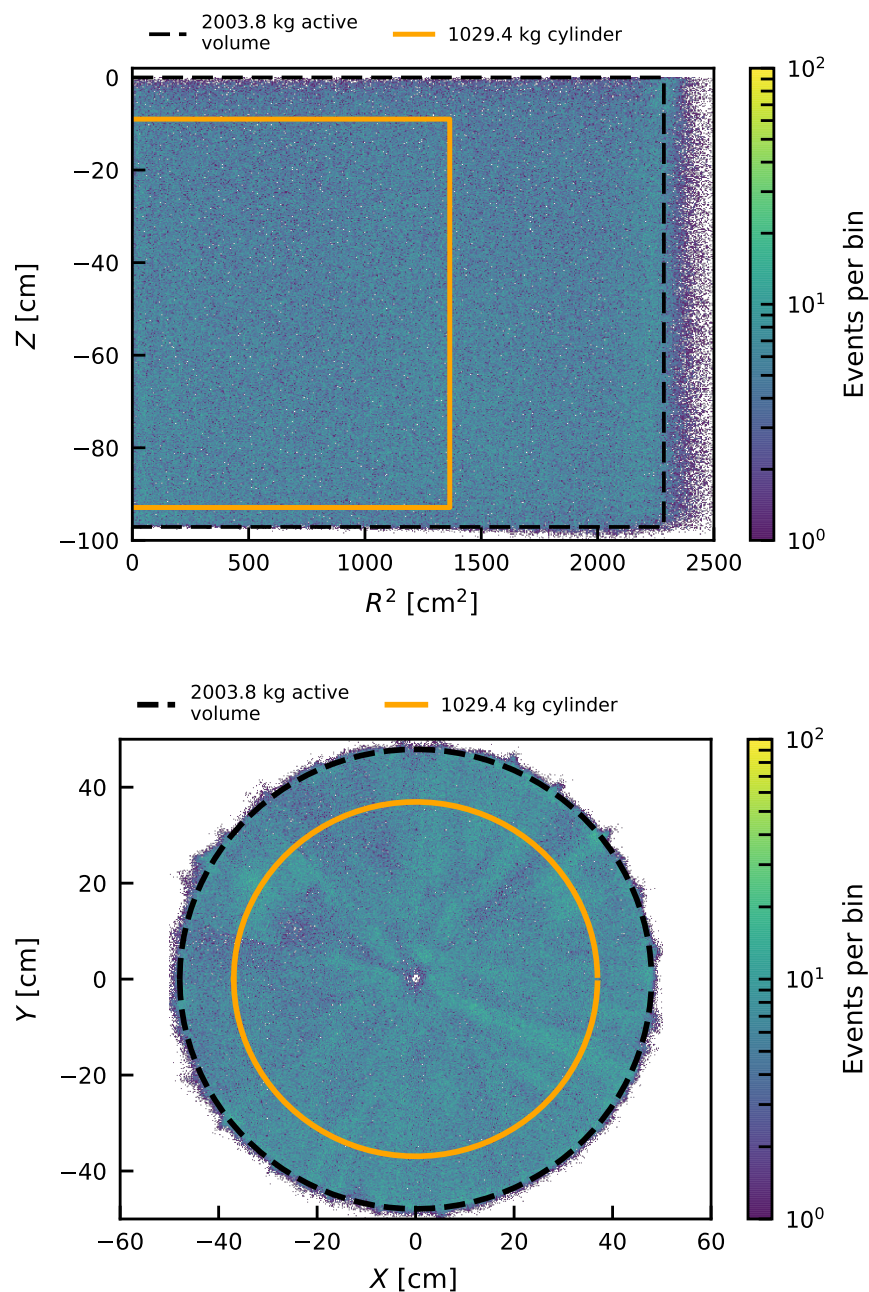 2003.8 kg active
volume
1029.4 kg cylinder
0
−20
−40
−60
−80
−100
Z [cm]
0 500 1000 1500 2000 2500
R² [cm²]
10²
10¹
10⁰
Events per bin
2003.8 kg active
volume
1029.4 kg cylinder
40
20
0
−20
−40
Y [cm]
−60 −40 −20 0 20 40 60
X [cm]
10²
10¹
10⁰
Events per bin